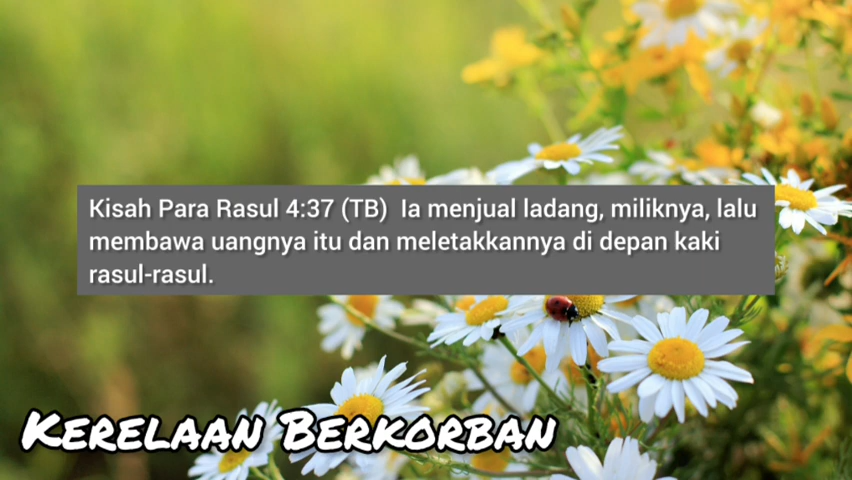 Kisah Para Rasul 4:37 (TB)  Ia menjual ladang, miliknya, lalu
membawa uangnya itu dan meletakkannya di depan kaki
rasul-rasul.
Kerelaan Berkorban